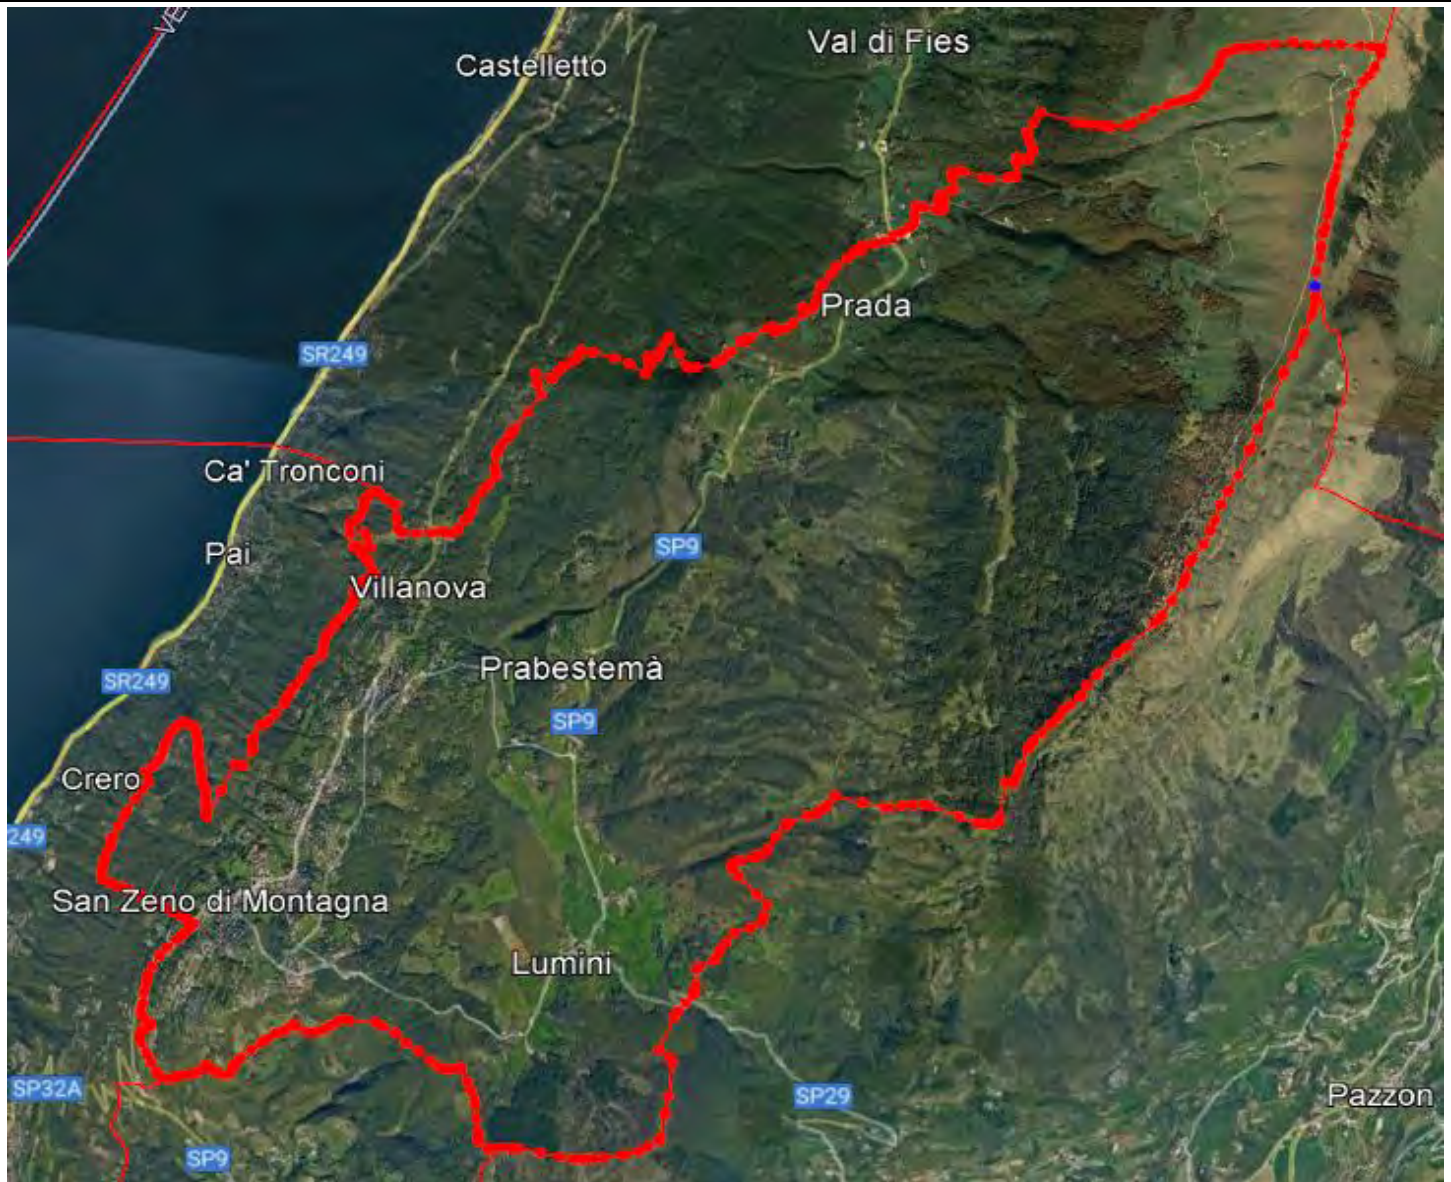 Val di Fies
Castelletto
Prada
SR249
Ca' Tronconi
Pai
SP9
Villanova
Prabestemà
SR249
SP9
Crero
249
San Zeno di Montagna
Lumini
SP32A
SP29
Pazzon
SP9